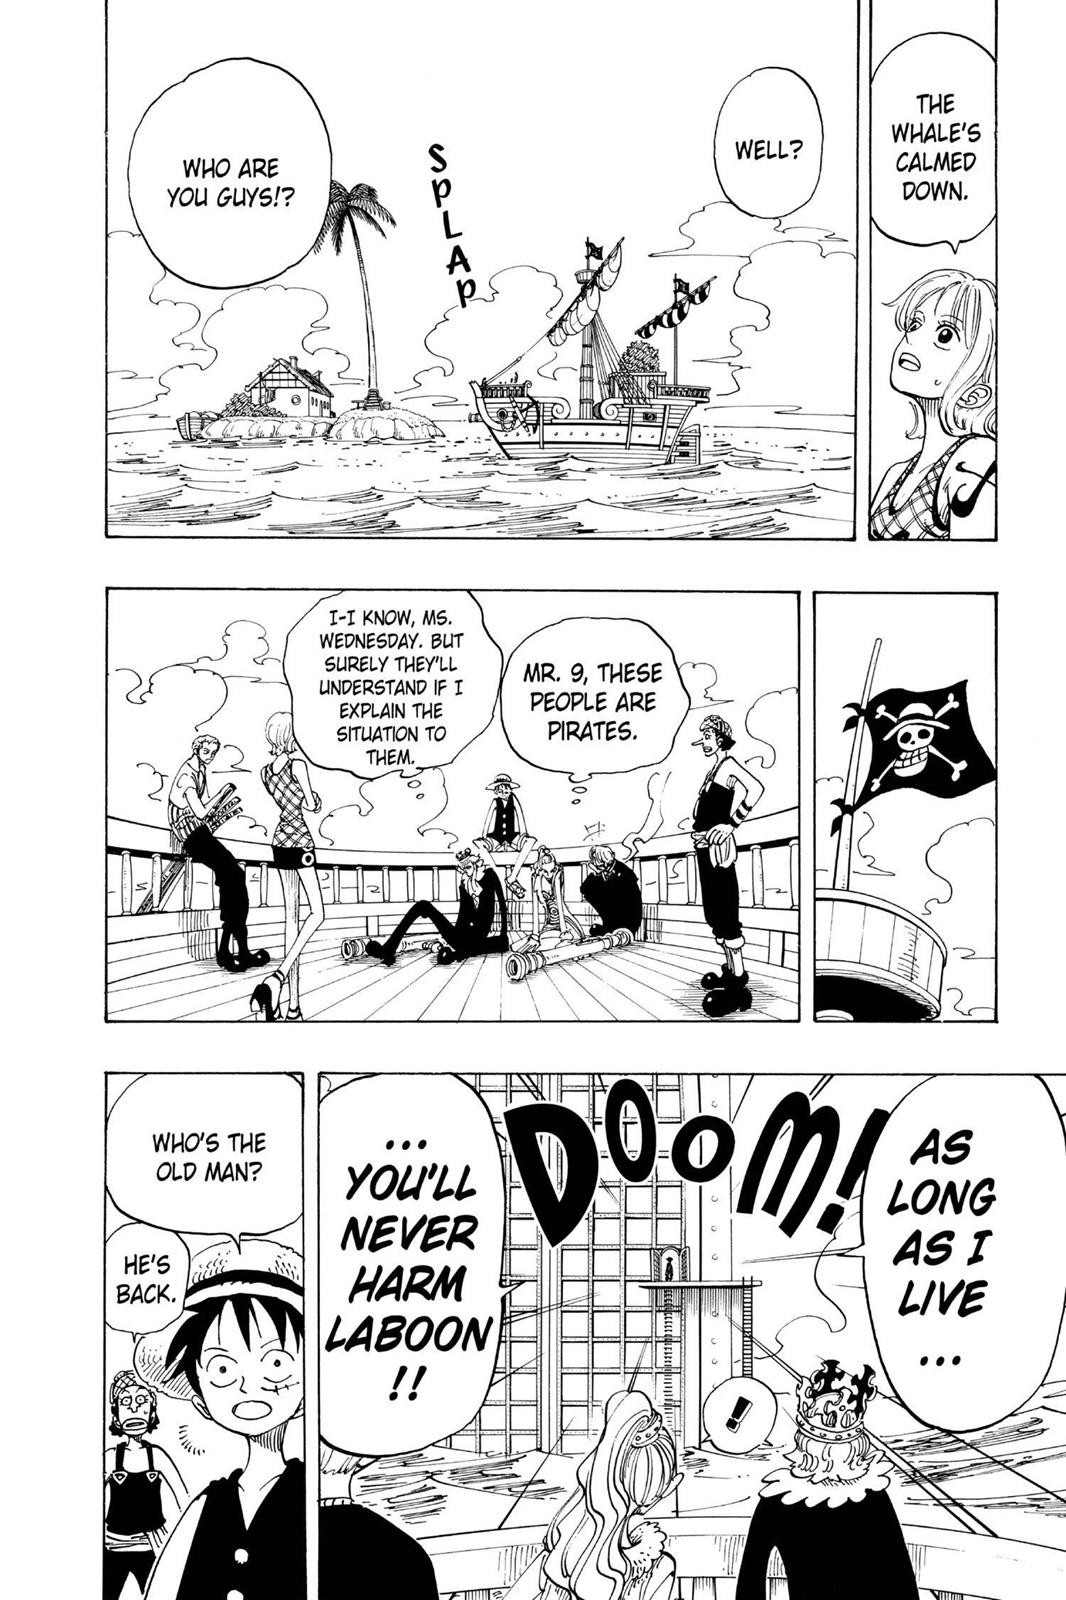 THE
WHALE'S
CALMED
DOWN.
WELL?
SPLAP
WHO ARE
YOU GUYS!?
MR. 9, THESE
PEOPLE ARE
PIRATES.
I-I KNOW, MS.
WEDNESDAY. BUT
SURELY THEY'LL
UNDERSTAND IF I
EXPLAIN THE
SITUATION TO
THEM.
AS
LONG
AS I
LIVE
...
DOOM!
!
...
YOU'LL
NEVER
HARM
LABOON
!!
WHO'S THE
OLD MAN?
HE'S
BACK.